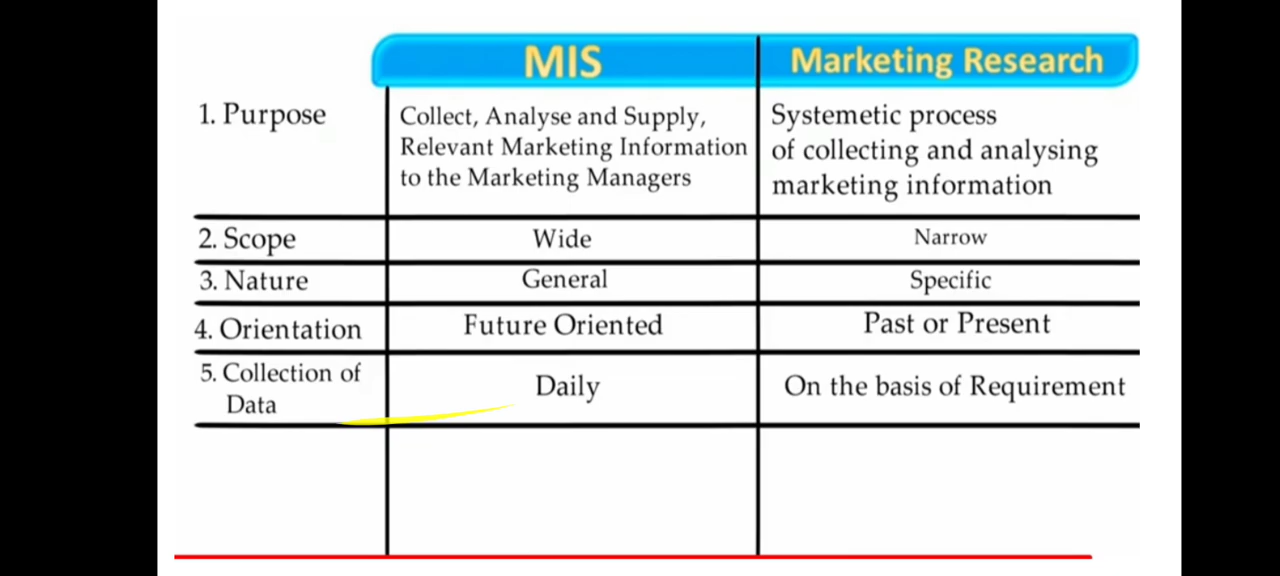 MIS Marketing Research
1. Purpose
Collect, Analyse and Supply,
Relevant Marketing Information
to the Marketing Managers
Systemetic process
of collecting and analysing
marketing information
2. Scope Wide Narrow
3. Nature General Specific
4. Orientation Future Oriented Past or Present
5. Collection of
Data
Daily
On the basis of Requirement